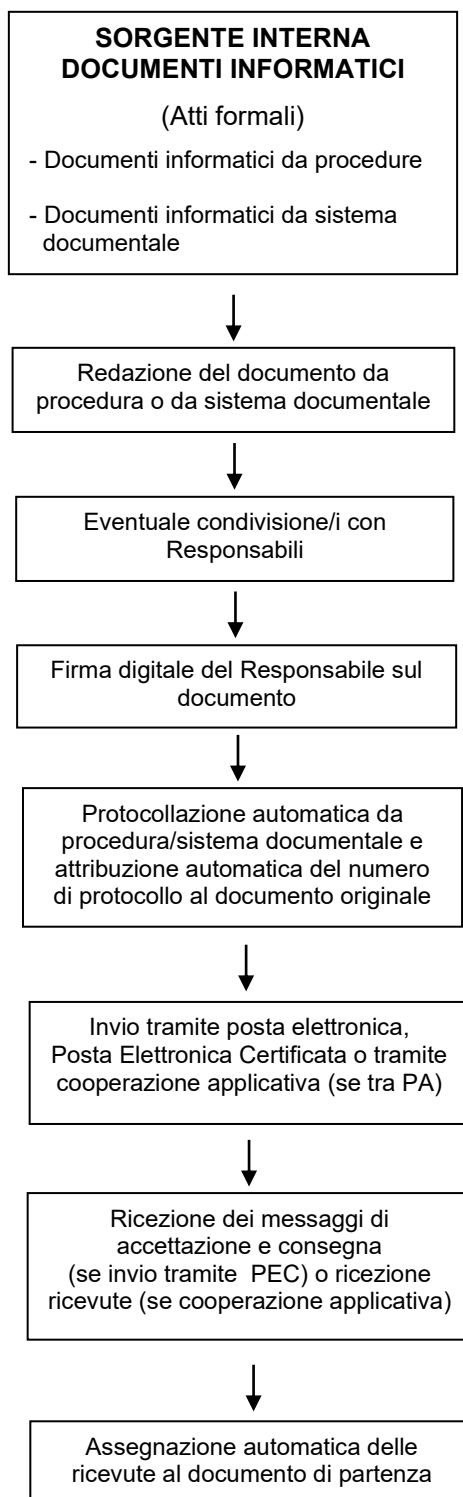 SORGENTE INTERNA
DOCUMENTI INFORMATICI
(Atti formali)
- Documenti informatici da procedure
- Documenti informatici da sistema
documentale
Redazione del documento da
procedura o da sistema documentale
Eventuale condivisione/i con
Responsabili
Firma digitale del Responsabile sul
documento
Protocollazione automatica da
procedura/sistema documentale e
attribuzione automatica del numero
di protocollo al documento originale
Invio tramite posta elettronica,
Posta Elettronica Certificata o tramite
cooperazione applicativa (se tra PA)
Ricezione dei messaggi di
accettazione e consegna
(se invio tramite PEC) o ricezione
ricevute (se cooperazione applicativa)
Assegnazione automatica delle
ricevute al documento di partenza